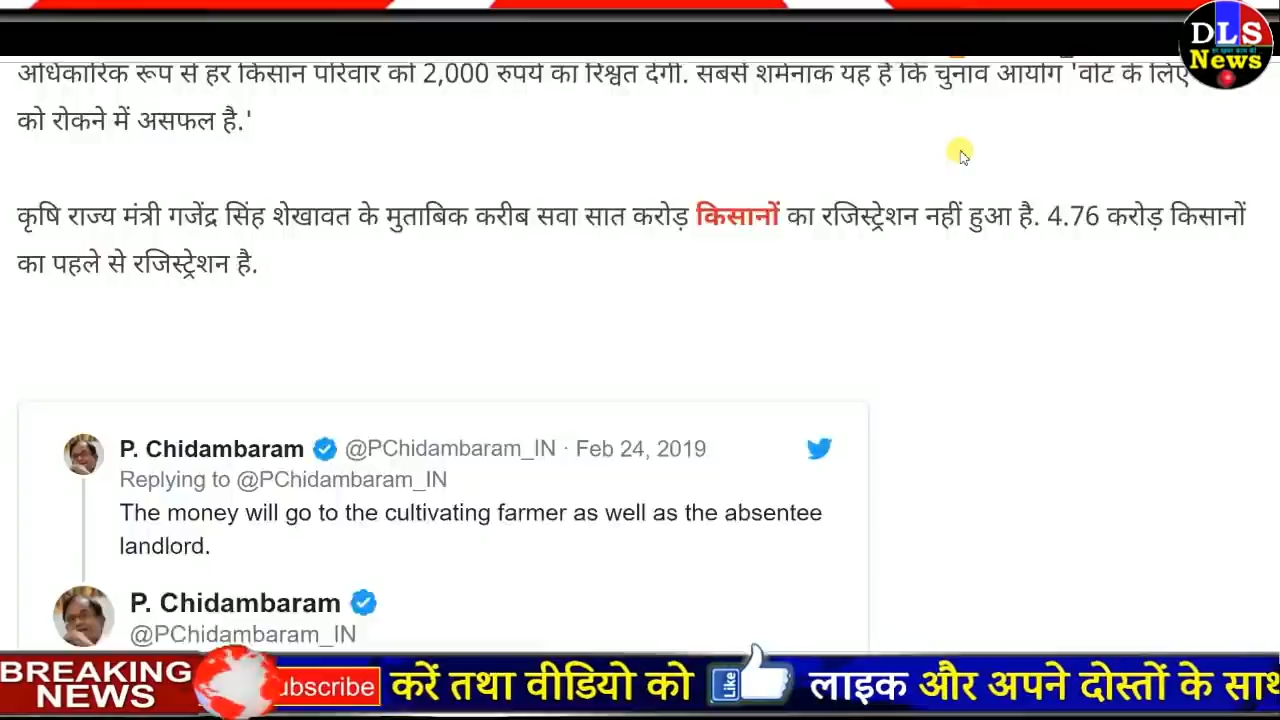 DLS
News
अधिकारिक रूप से हर किसान परिवार को 2,000 रुपये का रिश्वत देगी. सबसे शर्मनाक यह है कि चुनाव आयोग 'वोट के लिए
को रोकने में असफल है.'
कृषि राज्य मंत्री गजेंद्र सिंह शेखावत के मुताबिक करीब सवा सात करोड़ किसानों का रजिस्ट्रेशन नहीं हुआ है. 4.76 करोड़ किसानों
का पहले से रजिस्ट्रेशन है.
P. Chidambaram @PChidambaram_IN · Feb 24, 2019
Replying to @PChidambaram_IN
The money will go to the cultivating farmer as well as the absentee
landlord.
P. Chidambaram
@PChidambaram_IN
BREAKING
NEWS
ubscribe करें तथा वीडियो को Like लाइक और अपने दोस्तों के साथ